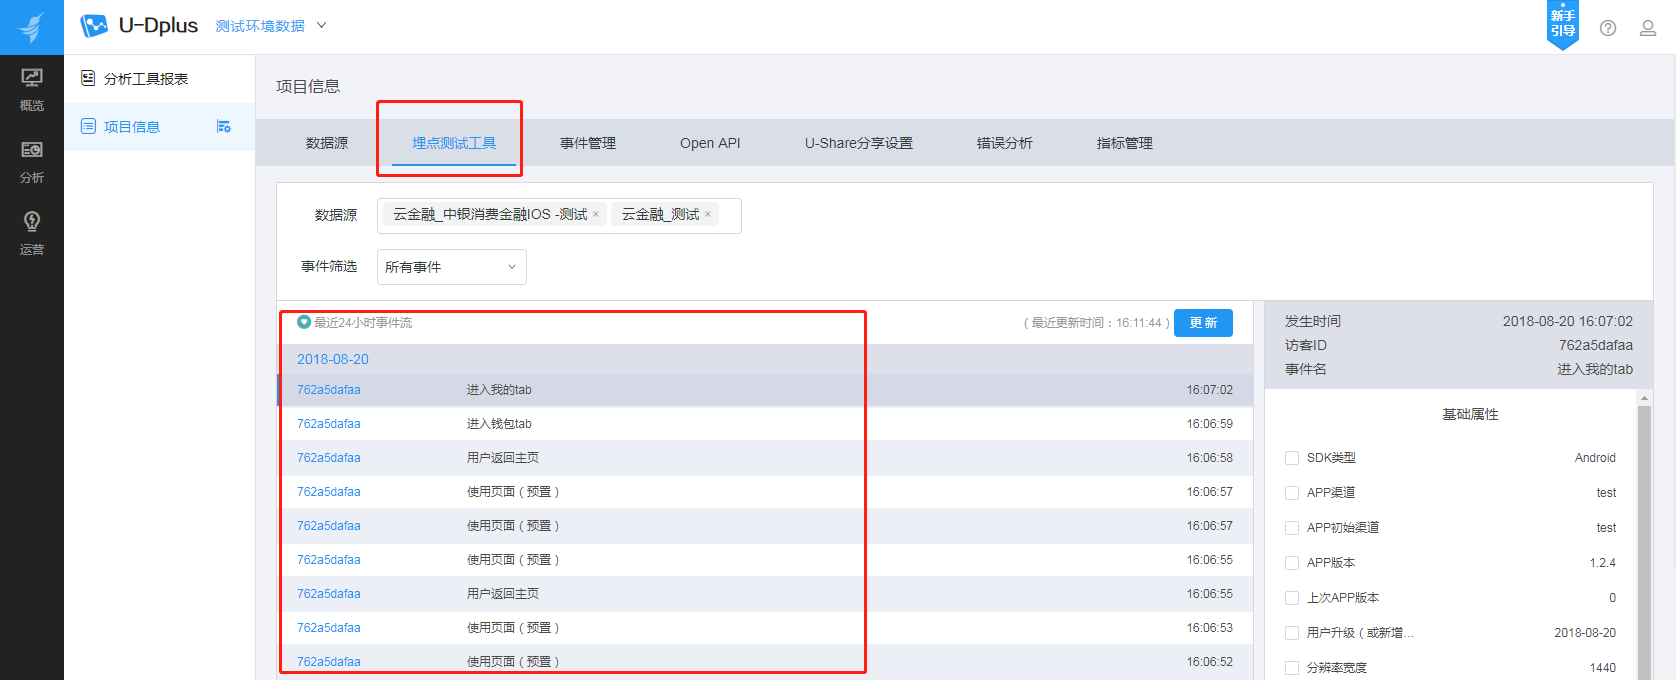 U-Dplus 测试环境数据
新手
引导
概览
分析
运营
分析工具报表
项目信息
项目信息
数据源 埋点测试工具 事件管理 Open API U-Share分享设置 错误分析 指标管理
数据源 云金融_中银消费金融IOS -测试 × 云金融_测试 ×
事件筛选 所有事件
最近24小时事件流 ( 最近更新时间：16:11:44 ) 更 新
2018-08-20
762a5dafaa 进入我的tab 16:07:02
762a5dafaa 进入钱包tab 16:06:59
762a5dafaa 用户返回主页 16:06:58
762a5dafaa 使用页面（预置） 16:06:57
762a5dafaa 使用页面（预置） 16:06:57
762a5dafaa 使用页面（预置） 16:06:55
762a5dafaa 用户返回主页 16:06:55
762a5dafaa 使用页面（预置） 16:06:53
762a5dafaa 使用页面（预置） 16:06:52
发生时间 2018-08-20 16:07:02
访客ID 762a5dafaa
事件名 进入我的tab
基础属性
SDK类型 Android
APP渠道 test
APP初始渠道 test
APP版本 1.2.4
上次APP版本 0
用户升级（或新增... 2018-08-20
分辨率宽度 1440